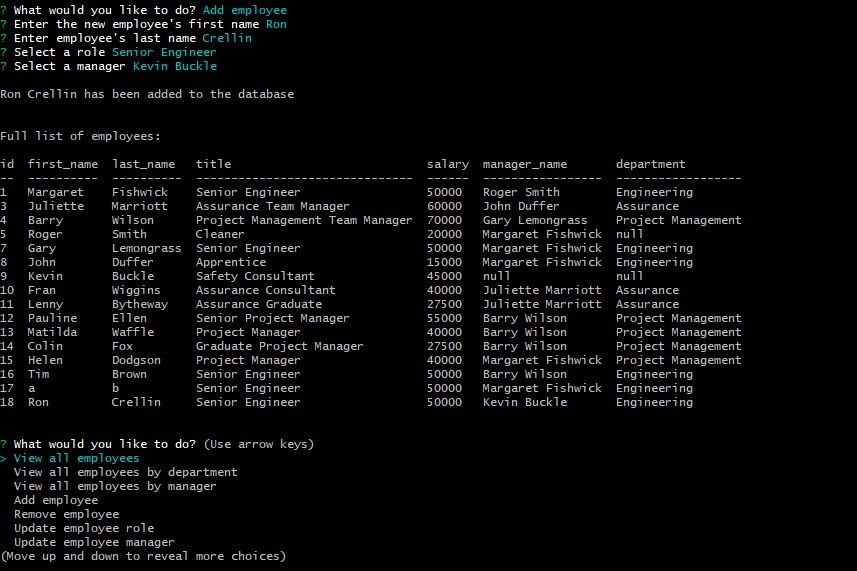 ? What would you like to do? Add employee
? Enter the new employee's first name Ron
? Enter employee's last name Crellin
? Select a role Senior Engineer
? Select a manager Kevin Buckle
Ron Crellin has been added to the database
Full list of employees:
id  first_name  last_name  title                            salary  manager_name       department
--  ----------  ----------  -------------------------------  ------  -----------------  ------------------
1   Margaret    Fishwick    Senior Engineer                  50000   Roger Smith        Engineering
3   Juliette    Marriott    Assurance Team Manager           60000   John Duffer        Assurance
4   Barry       Wilson      Project Management Team Manager  70000   Gary Lemongrass    Project Management
5   Roger       Smith       Cleaner                          20000   Margaret Fishwick  null
7   Gary        Lemongrass  Senior Engineer                  50000   Margaret Fishwick  Engineering
8   John        Duffer      Apprentice                       15000   Margaret Fishwick  Engineering
9   Kevin       Buckle      Safety Consultant                45000   null               null
10  Fran        Wiggins     Assurance Consultant             40000   Juliette Marriott  Assurance
11  Lenny       Bytheway    Assurance Graduate               27500   Juliette Marriott  Assurance
12  Pauline     Ellen       Senior Project Manager           55000   Barry Wilson       Project Management
13  Matilda     Waffle      Project Manager                  40000   Barry Wilson       Project Management
14  Colin       Fox         Graduate Project Manager         27500   Barry Wilson       Project Management
15  Helen       Dodgson     Project Manager                  40000   Margaret Fishwick  Project Management
16  Tim         Brown       Senior Engineer                  50000   Barry Wilson       Engineering
17  a           b           Senior Engineer                  50000   Margaret Fishwick  Engineering
18  Ron         Crellin     Senior Engineer                  50000   Kevin Buckle       Engineering
? What would you like to do? (Use arrow keys)
> View all employees
  View all employees by department
  View all employees by manager
  Add employee
  Remove employee
  Update employee role
  Update employee manager
(Move up and down to reveal more choices)